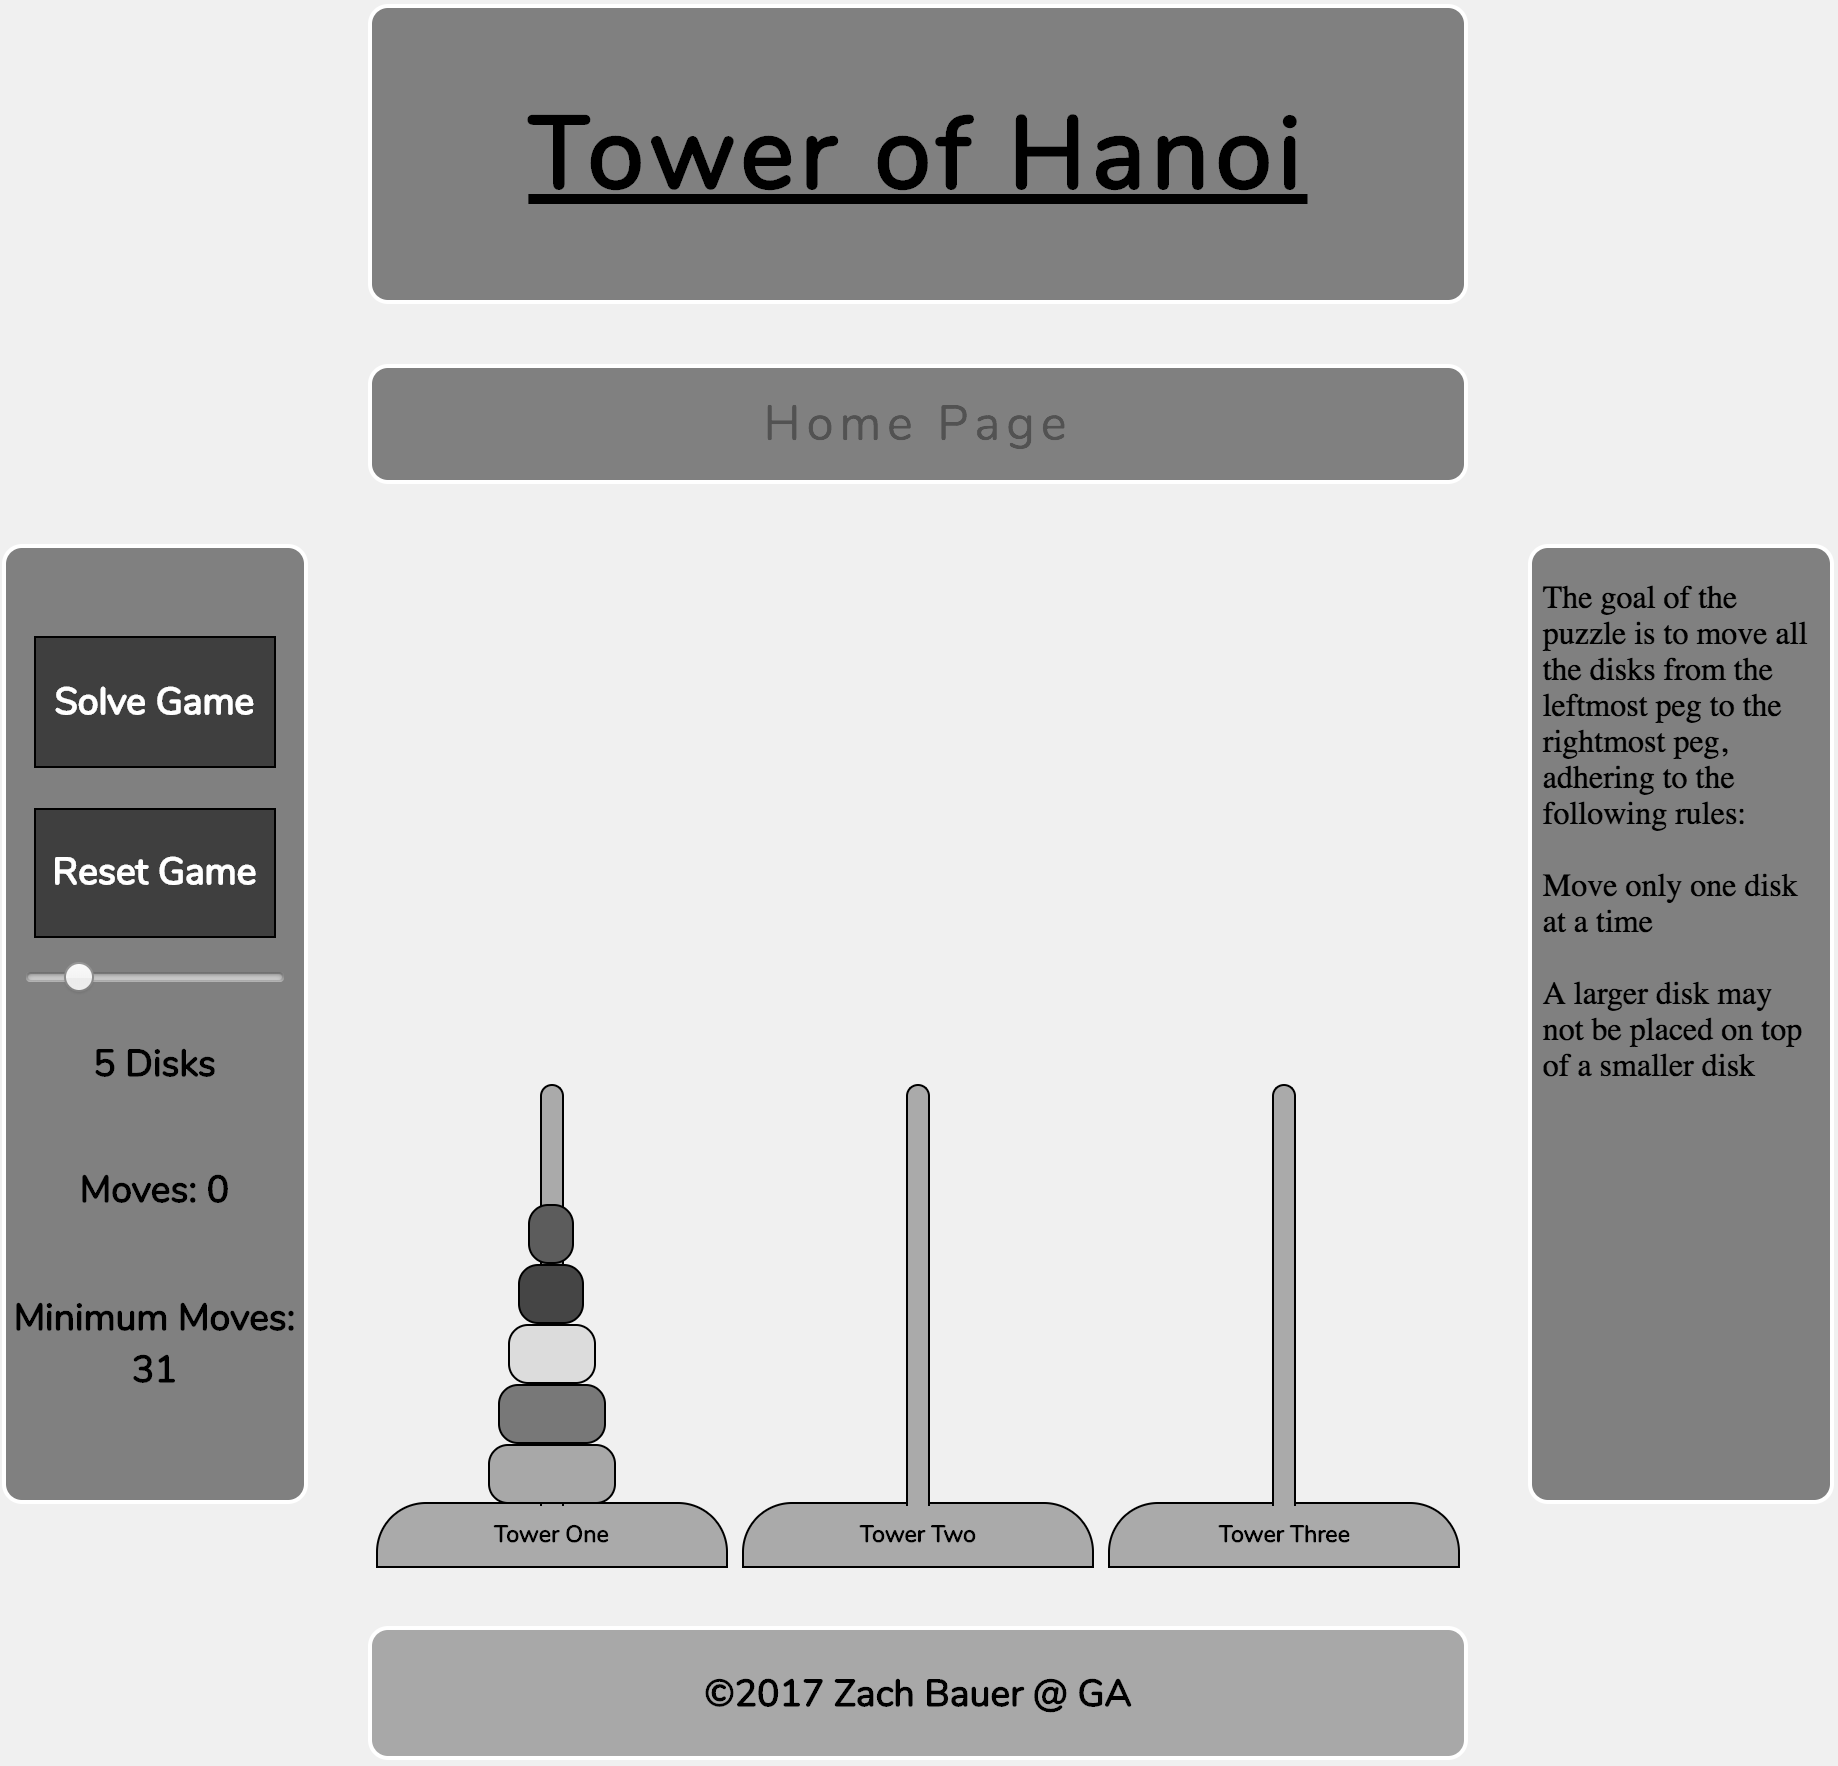 Tower of Hanoi
Home Page
Solve Game
Reset Game
5 Disks
Moves: 0
Minimum Moves:
31
Tower One
Tower Two
Tower Three
The goal of the
puzzle is to move all
the disks from the
leftmost peg to the
rightmost peg,
adhering to the
following rules:
Move only one disk
at a time
A larger disk may
not be placed on top
of a smaller disk
©2017 Zach Bauer @ GA